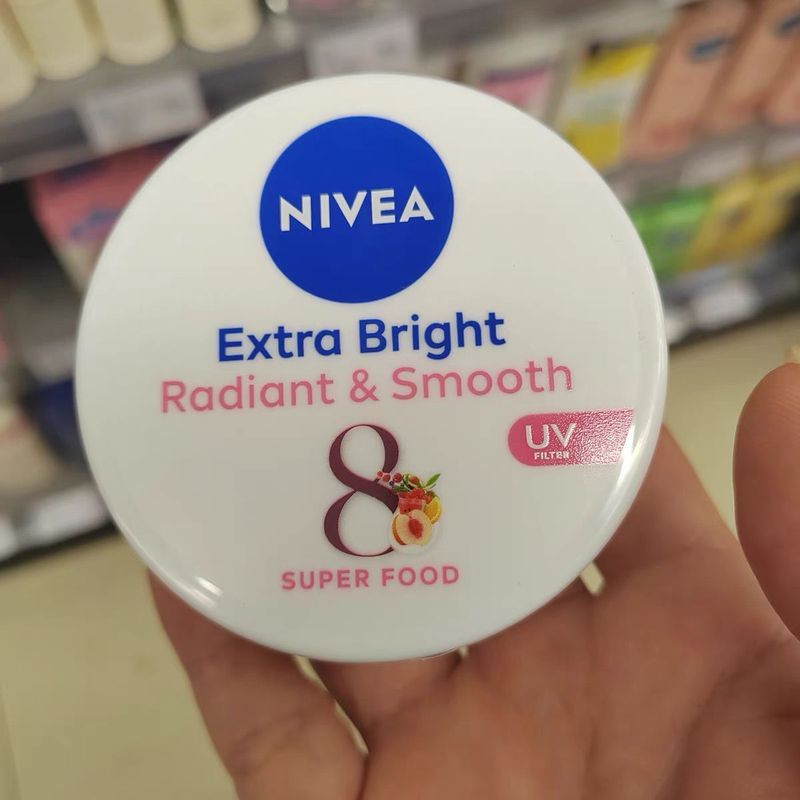 NIVEA
Extra Bright
Radiant & Smooth
UV
FILTER
8
SUPER FOOD